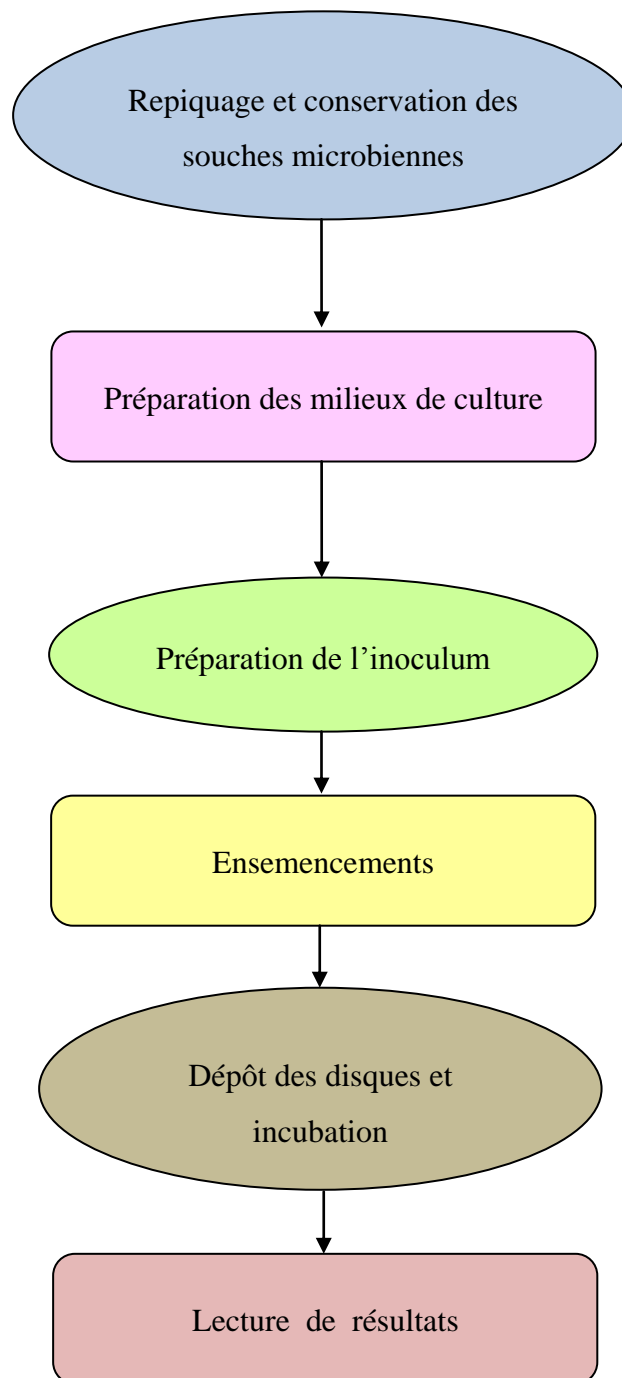 Repiquage et conservation des
souches microbiennes
Préparation des milieux de culture
Préparation de l’inoculum
Ensemencements
Dépôt des disques et
incubation
Lecture de résultats